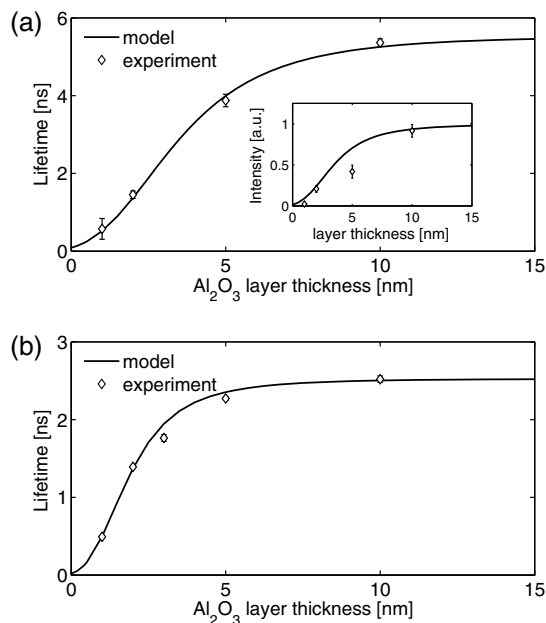 (a)
6
4
2
0
Lifetime [ns]
model
experiment
1
0.5
0
Intensity [a.u.]
0 5 10 15
layer thickness [nm]
0 5 10 15
Al₂O₃ layer thickness [nm]
(b)
3
2
1
0
Lifetime [ns]
model
experiment
0 5 10 15
Al₂O₃ layer thickness [nm]